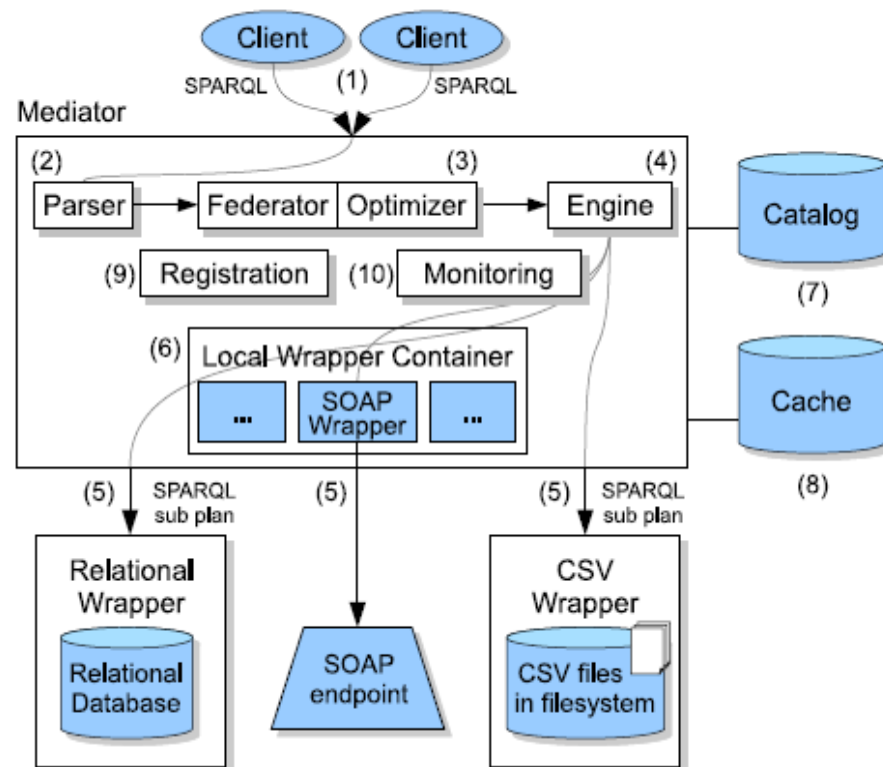 Client
Client
SPARQL
(1)
SPARQL
Mediator
(2)
(3)
(4)
Parser
Federator
Optimizer
Engine
Catalog
(7)
(9)
Registration
(10)
Monitoring
(6)
Local Wrapper Container
...
SOAP
Wrapper
...
Cache
(8)
(5)
SPARQL
sub plan
(5)
(5)
SPARQL
sub plan
Relational
Wrapper
Relational
Database
SOAP
endpoint
CSV
Wrapper
CSV files
in filesystem